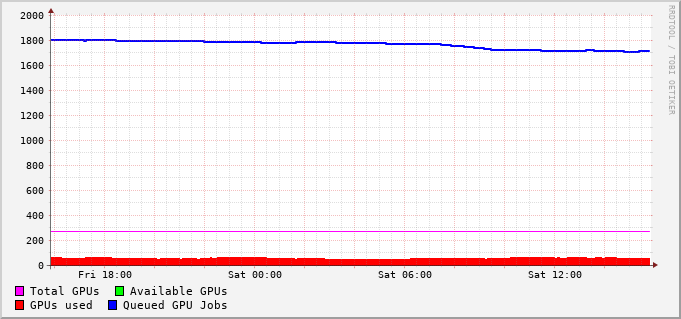 RRDTOOL / TOBI OETIKER
2000
1800
1600
1400
1200
1000
800
600
400
200
0
Fri 18:00 Sat 00:00 Sat 06:00 Sat 12:00
Total GPUs Available GPUs
GPUs used Queued GPU Jobs